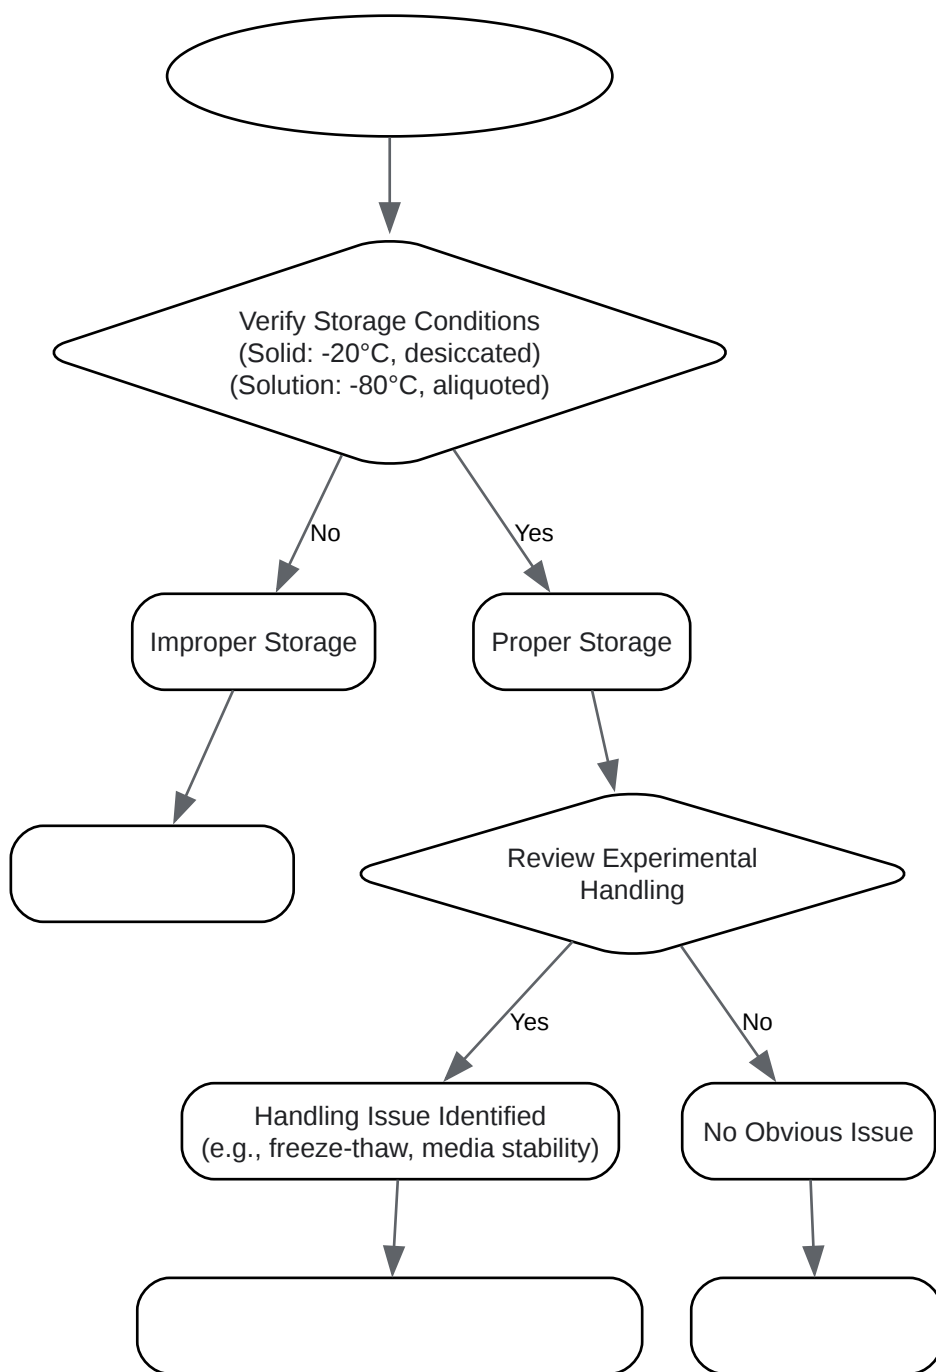 Verify Storage Conditions
(Solid: -20°C, desiccated)
(Solution: -80°C, aliquoted)
No
Yes
Improper Storage
Proper Storage
Review Experimental
Handling
Yes
No
Handling Issue Identified
(e.g., freeze-thaw, media stability)
No Obvious Issue